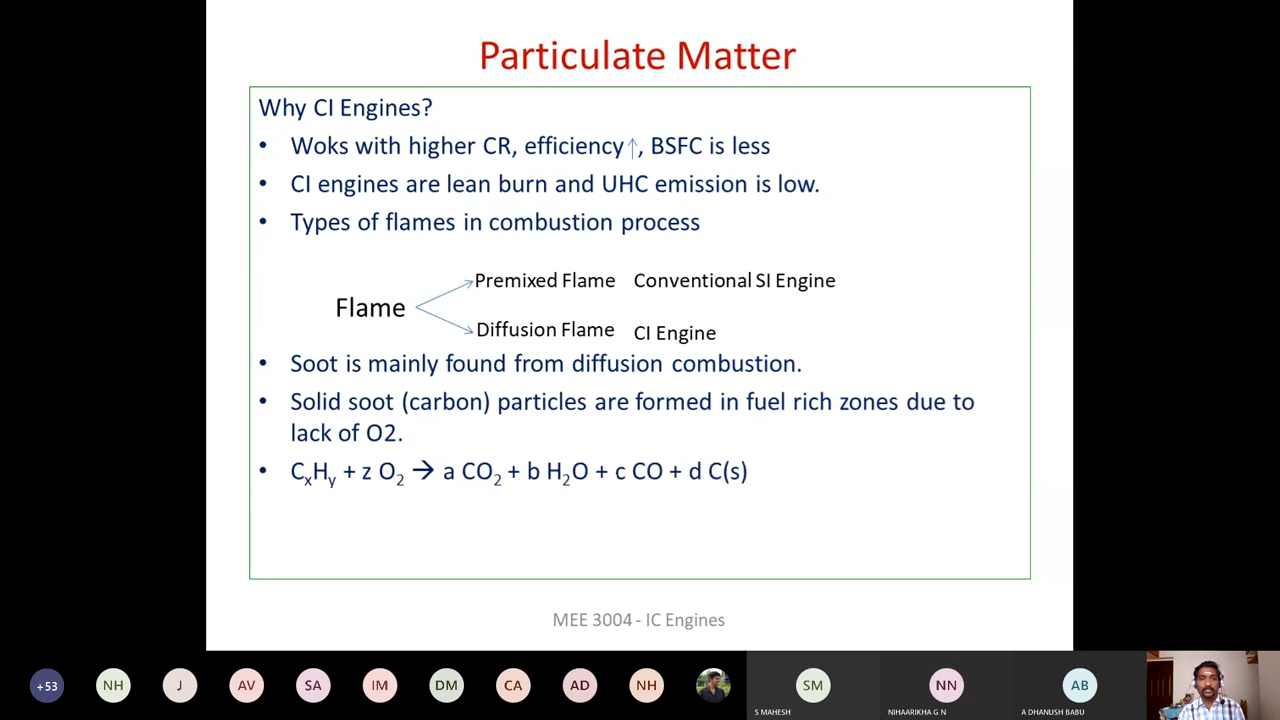 Particulate Matter
Why CI Engines?
• Woks with higher CR, efficiency↑, BSFC is less
• CI engines are lean burn and UHC emission is low.
• Types of flames in combustion process
Premixed Flame Conventional SI Engine
Flame
Diffusion Flame CI Engine
• Soot is mainly found from diffusion combustion.
• Solid soot (carbon) particles are formed in fuel rich zones due to
lack of O2.
• CxHy + z O2 → a CO2 + b H2O + c CO + d C(s)
MEE 3004 - IC Engines
+53 NH J AV SA IM DM CA AD NH SM NN AB
S MAHESH NIHAARIKHA G N A DHANUSH BABU